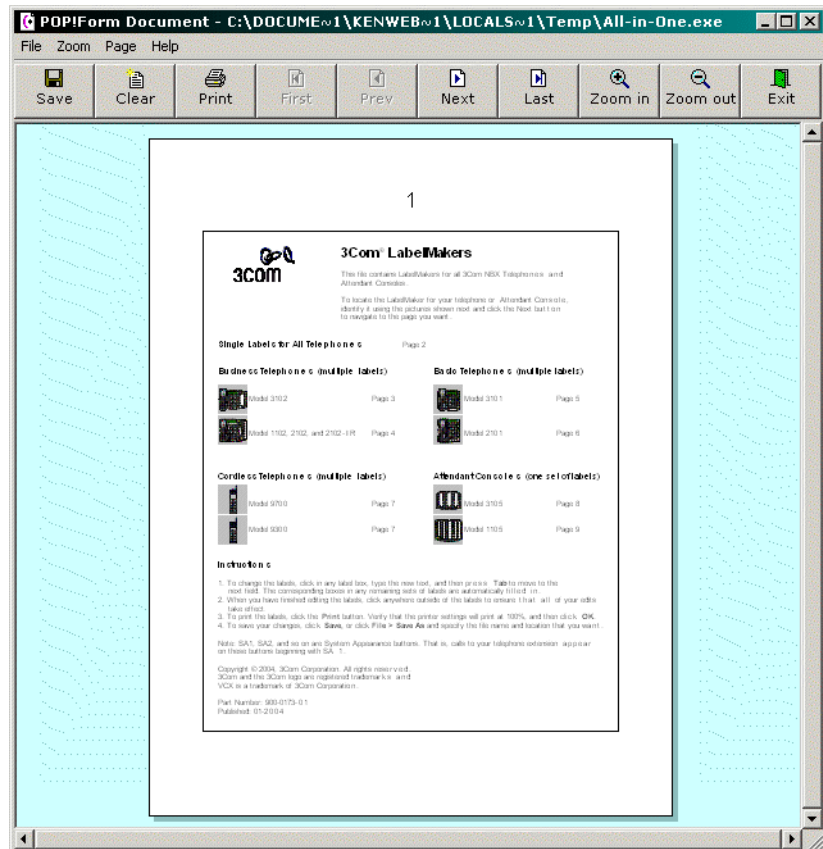 POP!Form Document - C:\DOCUME~1\KENWEB~1\LOCALS~1\Temp\All-in-One.exe
File Zoom Page Help
Save Clear Print First Prev Next Last Zoom in Zoom out Exit
1
3Com
3Com® LabelMakers
This file contains LabelMakers for all 3Com NBX Telephones and
Attendant Consoles.
To locate the LabelMaker for your telephone or Attendant Console,
identify it using the pictures shown next and click the Next button
to navigate to the page you want.
Single Labels for All Telephones Page 2
Business Telephones (multiple labels) Basic Telephones (multiple labels)
Model 3102 Page 3 Model 3101 Page 5
Model 1102, 2102, and 2102-IR Page 4 Model 2101 Page 6
Cordless Telephones (multiple labels) Attendant Consoles (one set of labels)
Model 9700 Page 7 Model 3105 Page 8
Model 9300 Page 7 Model 1105 Page 9
Instructions
1. To change the labels, click in any label box, type the new text, and then press Tab to move to the
next field. The corresponding boxes in any remaining sets of labels are automatically filled in.
2. When you have finished editing the labels, click anywhere outside of the labels to ensure that all of your edits
take effect.
3. To print the labels, click the Print button. Verify that the printer settings will print at 100%, and then click OK.
4. To save your changes, click Save, or click File > Save As and specify the file name and location that you want.
Note: SA1, SA2, and so on are System Appearance buttons. That is, calls to your telephone extension appear
on these buttons beginning with SA 1.
Copyright © 2004, 3Com Corporation. All rights reserved.
3Com and the 3Com logo are registered trademarks and
VCX is a trademark of 3Com Corporation.
Part Number: 900-0173-01
Published: 01-2004